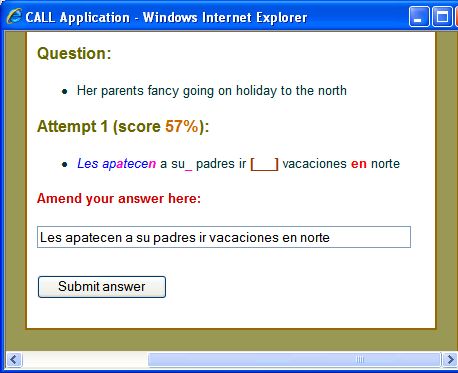 CALL Application - Windows Internet Explorer
Question:
• Her parents fancy going on holiday to the north
Attempt 1 (score 57%):
• Les apatecen a su_ padres ir [___] vacaciones en norte
Amend your answer here:
Les apatecen a su padres ir vacaciones en norte
Submit answer